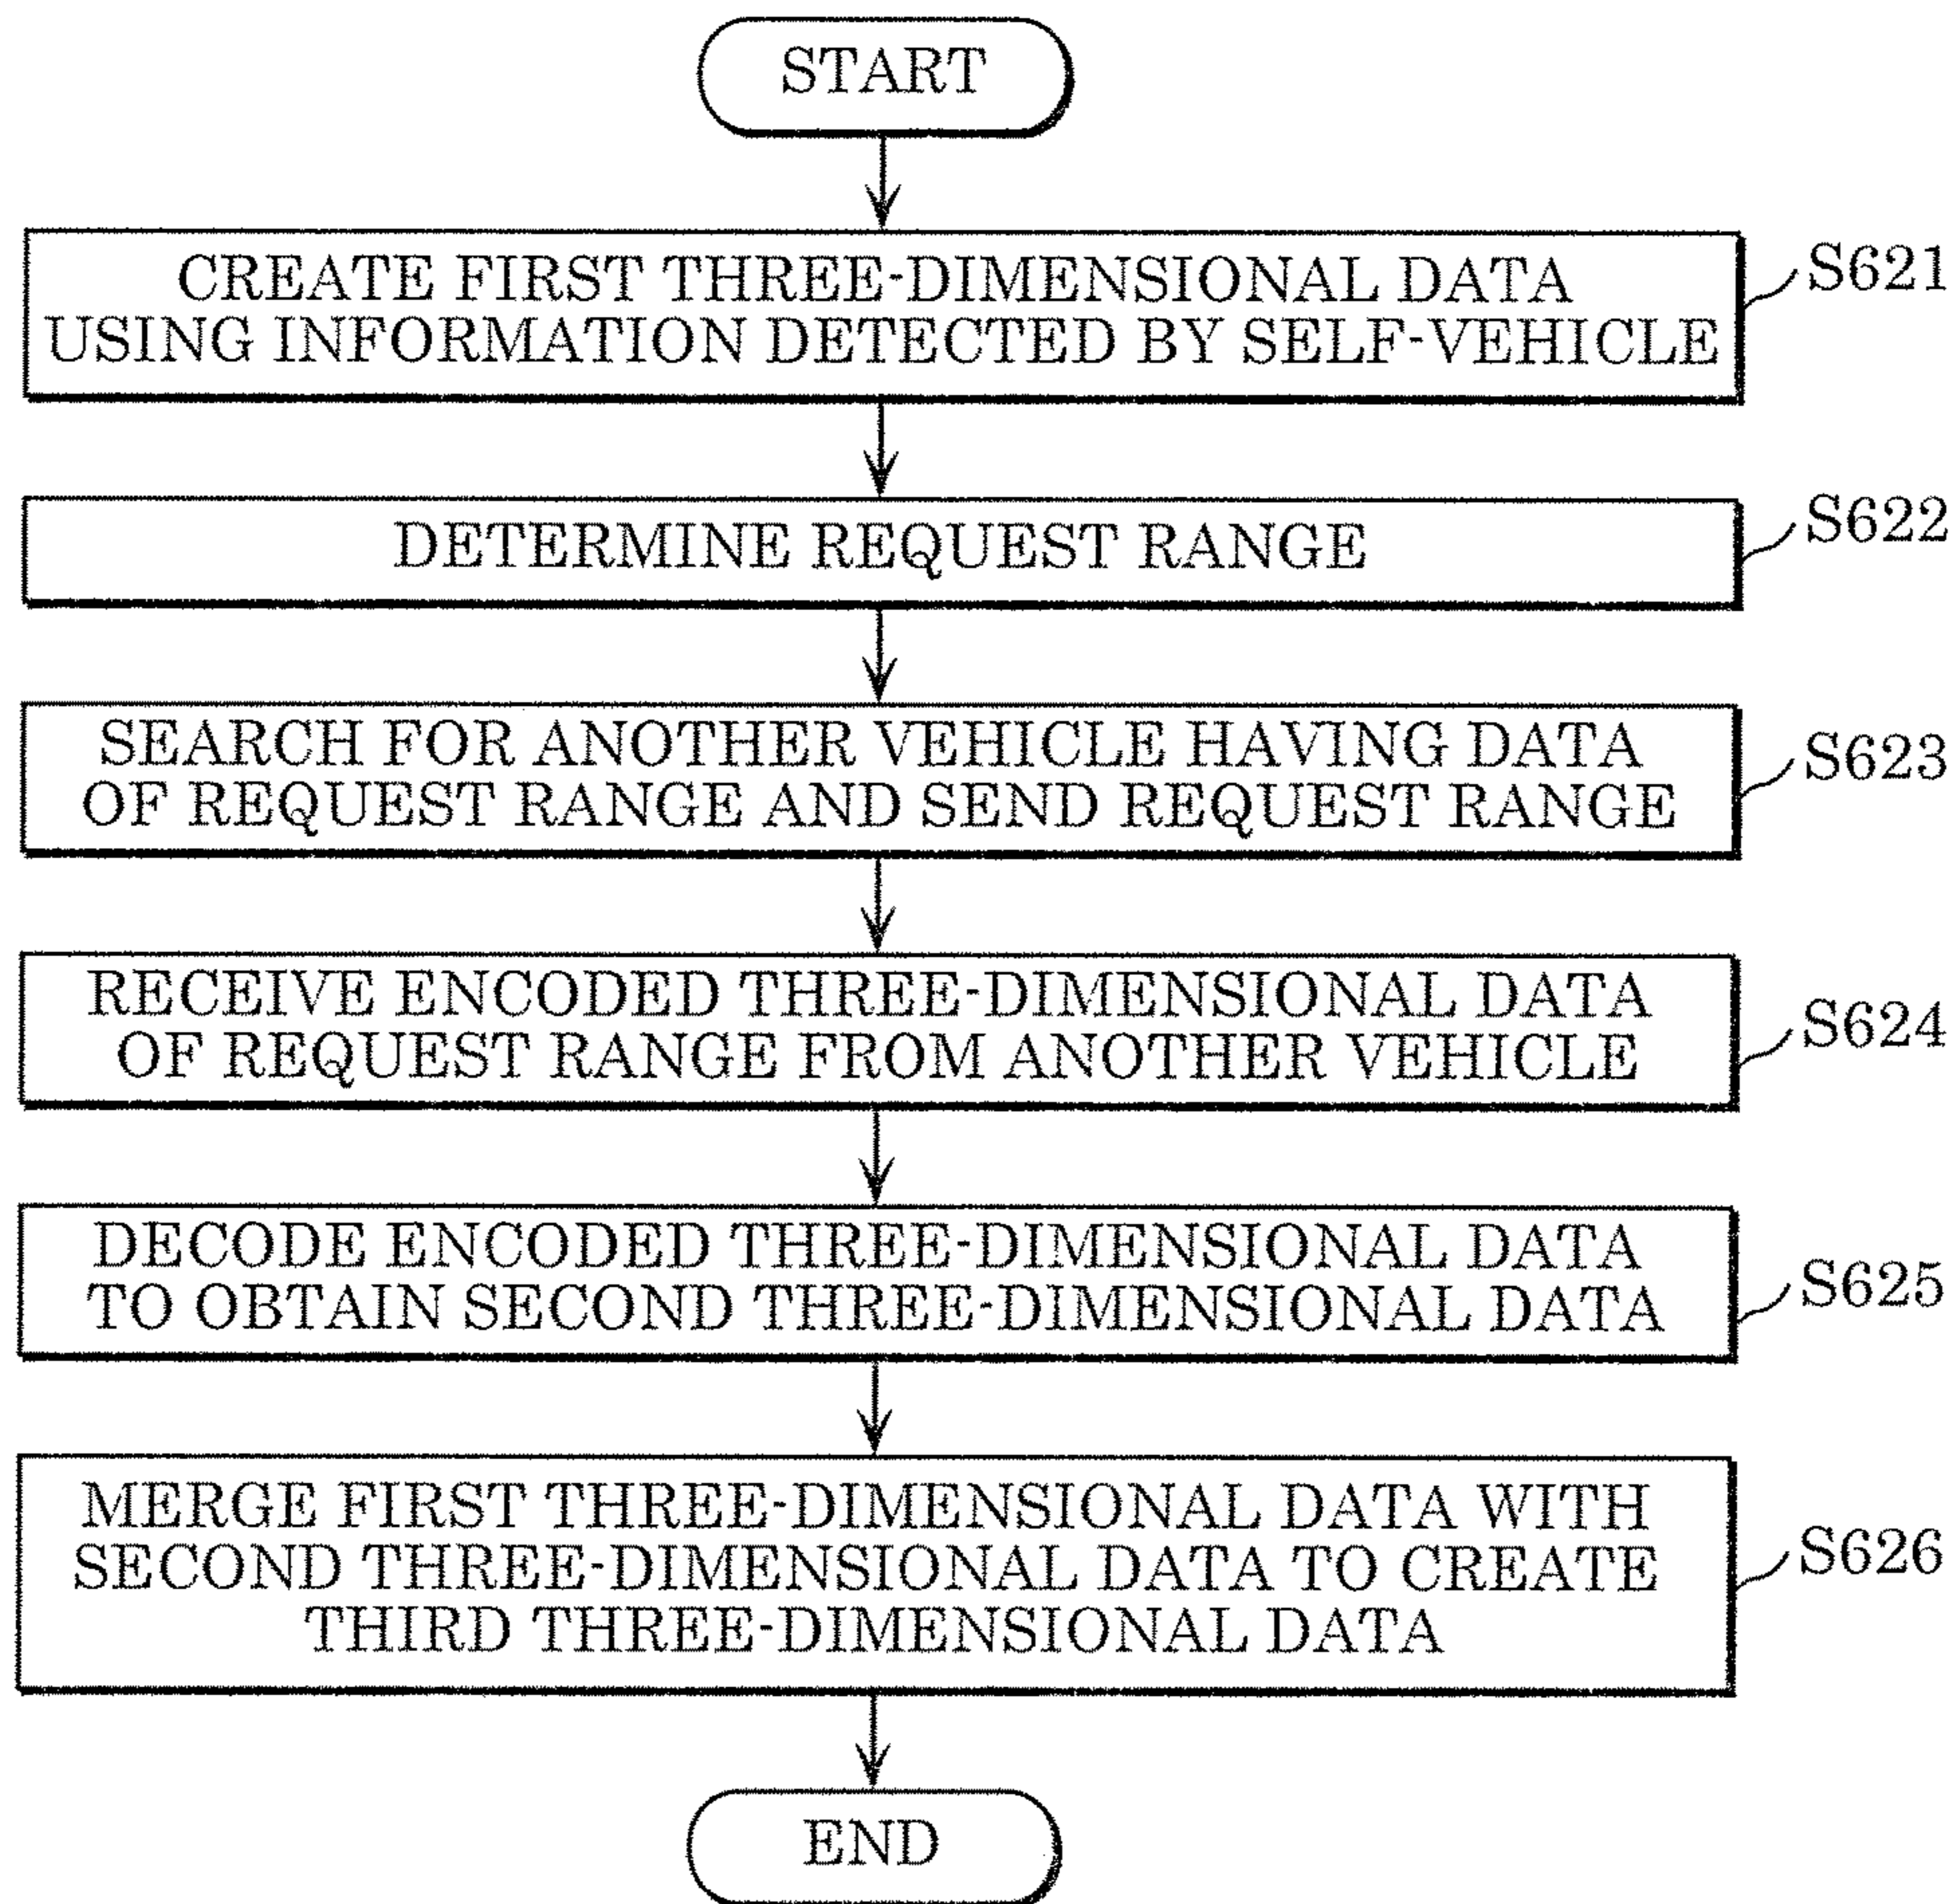 START
CREATE FIRST THREE-DIMENSIONAL DATA
USING INFORMATION DETECTED BY SELF-VEHICLE
S621
DETERMINE REQUEST RANGE
S622
SEARCH FOR ANOTHER VEHICLE HAVING DATA
OF REQUEST RANGE AND SEND REQUEST RANGE
S623
RECEIVE ENCODED THREE-DIMENSIONAL DATA
OF REQUEST RANGE FROM ANOTHER VEHICLE
S624
DECODE ENCODED THREE-DIMENSIONAL DATA
TO OBTAIN SECOND THREE-DIMENSIONAL DATA
S625
MERGE FIRST THREE-DIMENSIONAL DATA WITH
SECOND THREE-DIMENSIONAL DATA TO CREATE
THIRD THREE-DIMENSIONAL DATA
S626
END